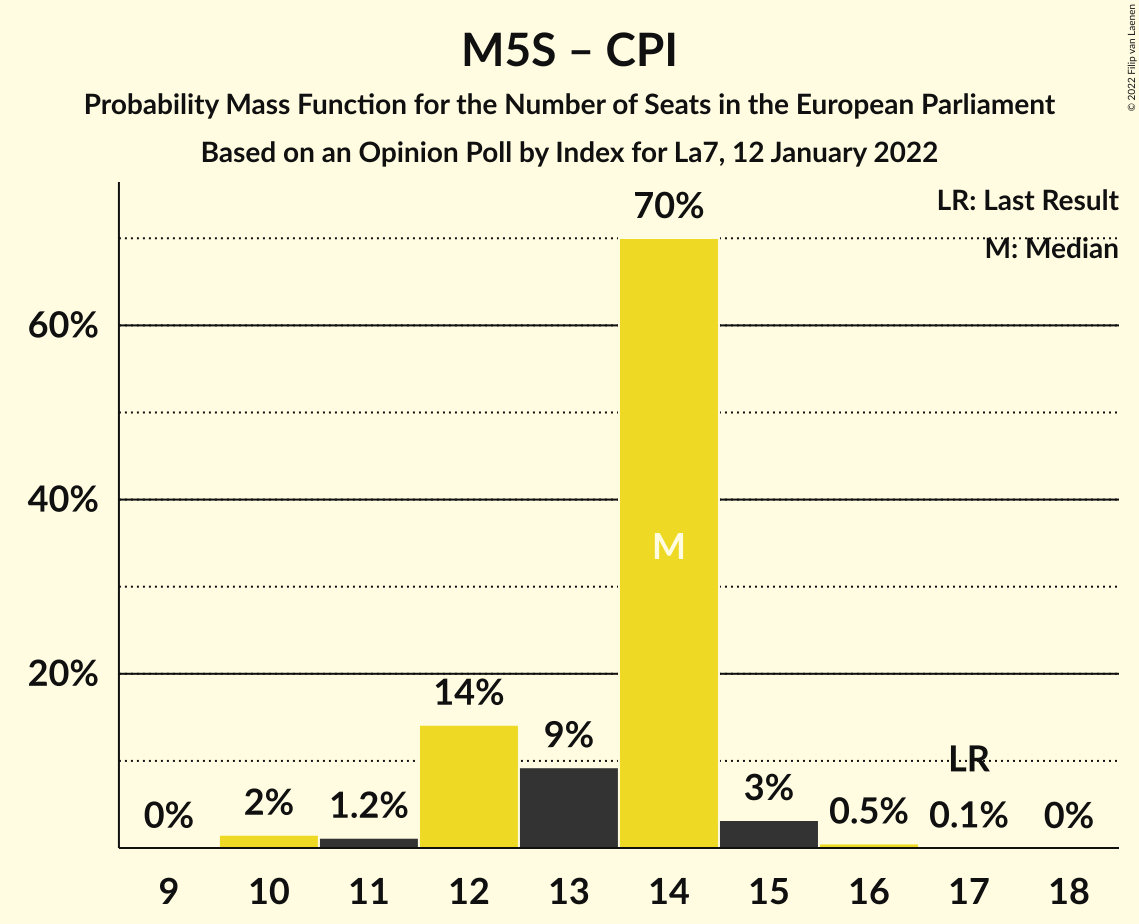 M5S – CPI
Probability Mass Function for the Number of Seats in the European Parliament
Based on an Opinion Poll by Index for La7, 12 January 2022
© 2022 Filip van Laenen
LR: Last Result
M: Median
70%
60%
40%
M
20%
14%
9%
LR
0%
2%
1.2%
3%
0.5%
0.1%
0%
9 10 11 12 13 14 15 16 17 18